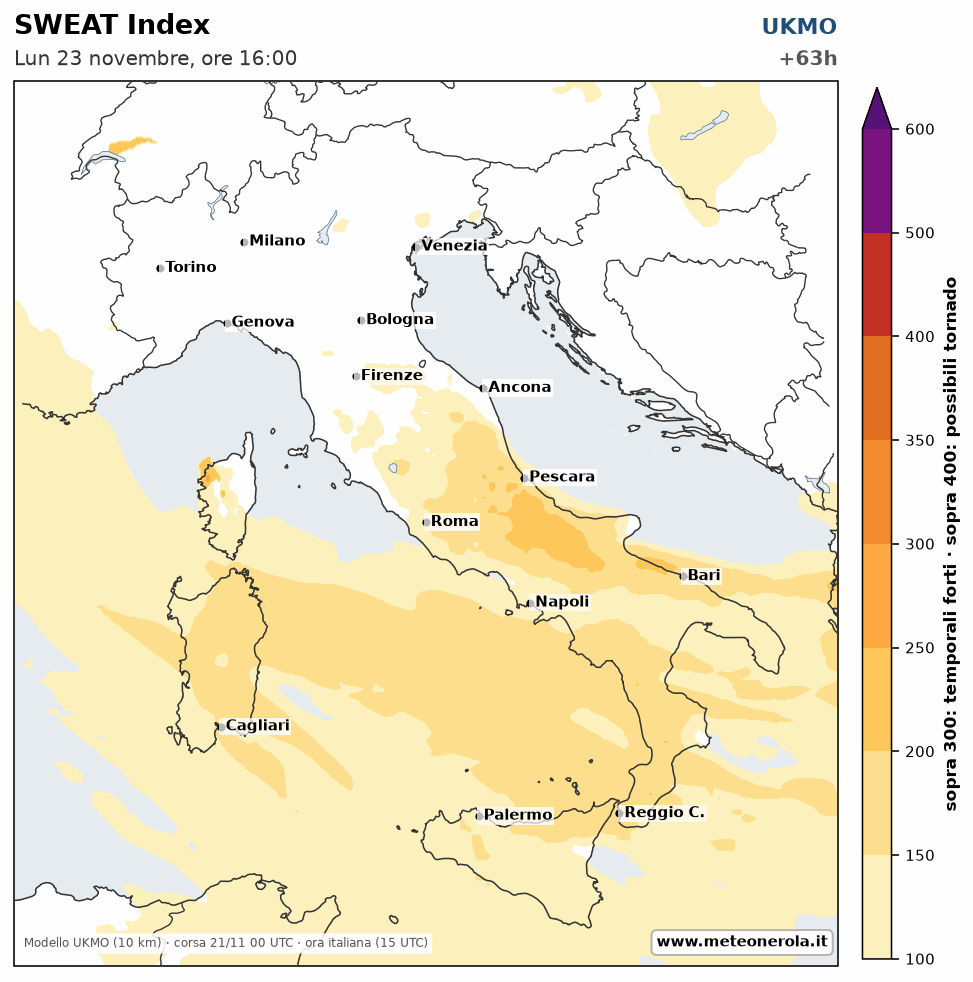 SWEAT Index
UKMO
Lun 23 novembre, ore 16:00
+63h
Milano
Venezia
Torino
Genova
Bologna
Firenze
Ancona
Pescara
Roma
Bari
Napoli
Cagliari
Palermo
Reggio C.
Modello UKMO (10 km) · corsa 21/11 00 UTC · ora italiana (15 UTC)
www.meteonerola.it
600
500
400
350
300
250
200
150
100
sopra 300: temporali forti · sopra 400: possibili tornado